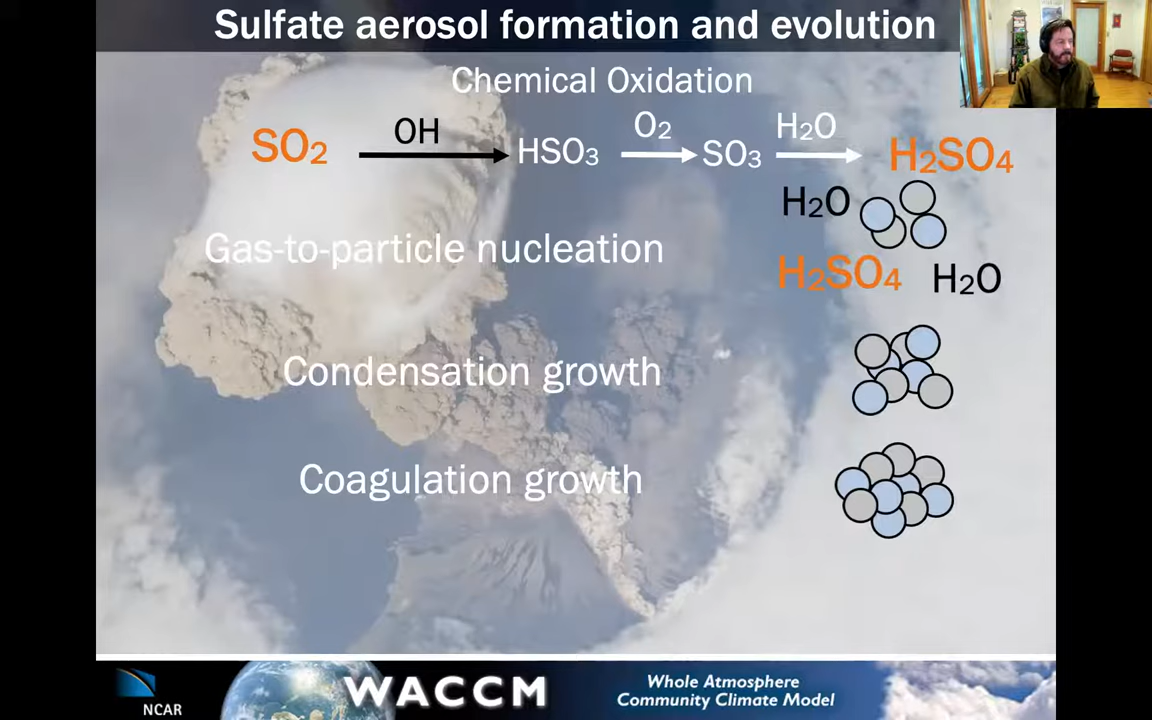 Sulfate aerosol formation and evolution
Chemical Oxidation
SO₂ OH HSO₃ O₂ SO₃ H₂O H₂SO₄
H₂O
Gas-to-particle nucleation
H₂SO₄ H₂O
Condensation growth
Coagulation growth
NCAR
WACCM
Whole Atmosphere
Community Climate Model